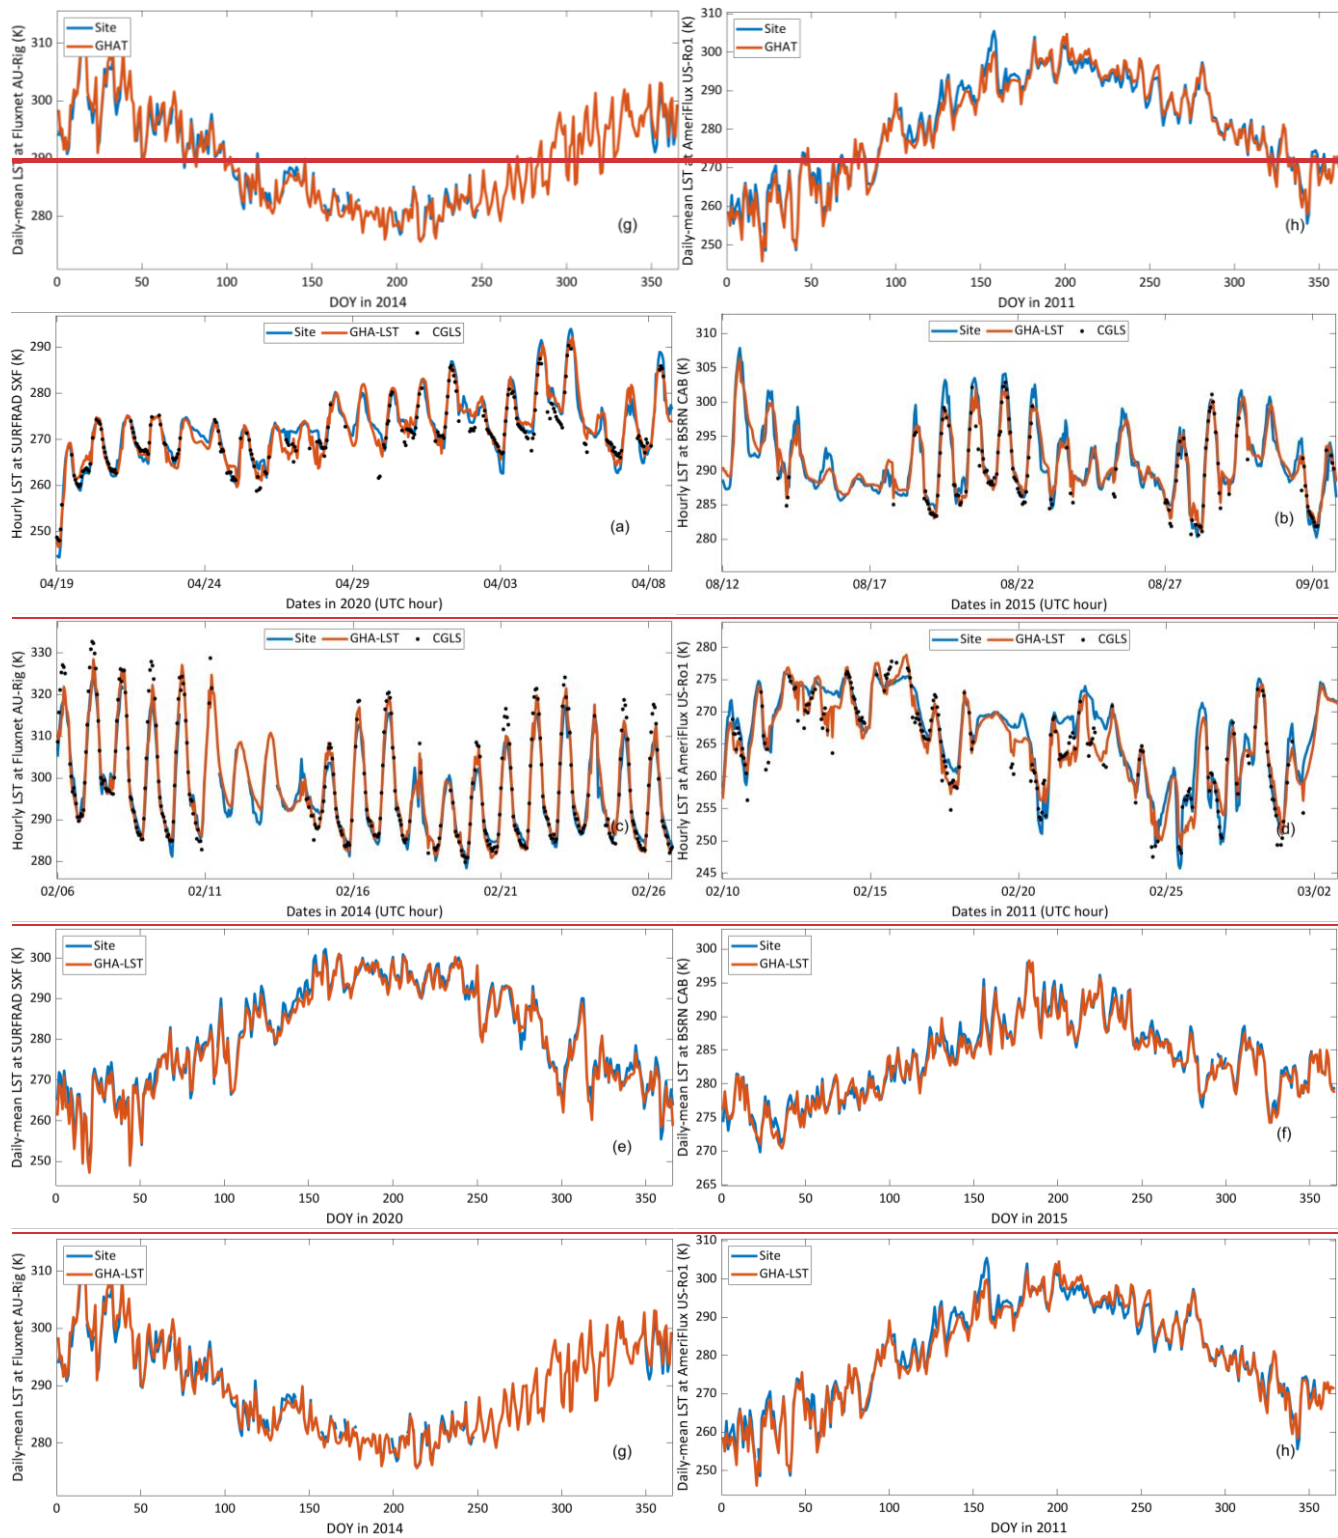 Daily-mean LST at Fluxnet AU-Rig (K)
310
300
290
280
Site
GHAT
(g)
0 50 100 150 200 250 300 350
DOY in 2014
Daily-mean LST at AmeriFlux US-Ro1 (K)
310
300
290
280
270
260
250
Site
GHAT
(h)
0 50 100 150 200 250 300 350
DOY in 2011
Hourly LST at SURFRAD SXF (K)
290
280
270
260
250
Site GHA-LST CGLS
(a)
04/19 04/24 04/29 04/03 04/08
Dates in 2020 (UTC hour)
Hourly LST at BSRN CAB (K)
310
305
300
295
290
285
280
Site GHA-LST CGLS
(b)
08/12 08/17 08/22 08/27 09/01
Dates in 2015 (UTC hour)
Hourly LST at Fluxnet AU-Rig (K)
330
320
310
300
290
280
Site GHA-LST CGLS
(c)
02/06 02/11 02/16 02/21 02/26
Dates in 2014 (UTC hour)
Hourly LST at AmeriFlux US-Ro1 (K)
280
275
270
265
260
255
250
245
Site GHA-LST CGLS
(d)
02/10 02/15 02/20 02/25 03/02
Dates in 2011 (UTC hour)
Daily-mean LST at SURFRAD SXF (K)
300
290
280
270
260
250
Site
GHA-LST
(e)
0 50 100 150 200 250 300 350
DOY in 2020
Daily-mean LST at BSRN CAB (K)
300
295
290
285
280
275
270
265
Site
GHA-LST
(f)
0 50 100 150 200 250 300 350
DOY in 2015
Daily-mean LST at Fluxnet AU-Rig (K)
310
300
290
280
Site
GHA-LST
(g)
0 50 100 150 200 250 300 350
DOY in 2014
Daily-mean LST at AmeriFlux US-Ro1 (K)
310
300
290
280
270
260
250
Site
GHA-LST
(h)
0 50 100 150 200 250 300 350
DOY in 2011